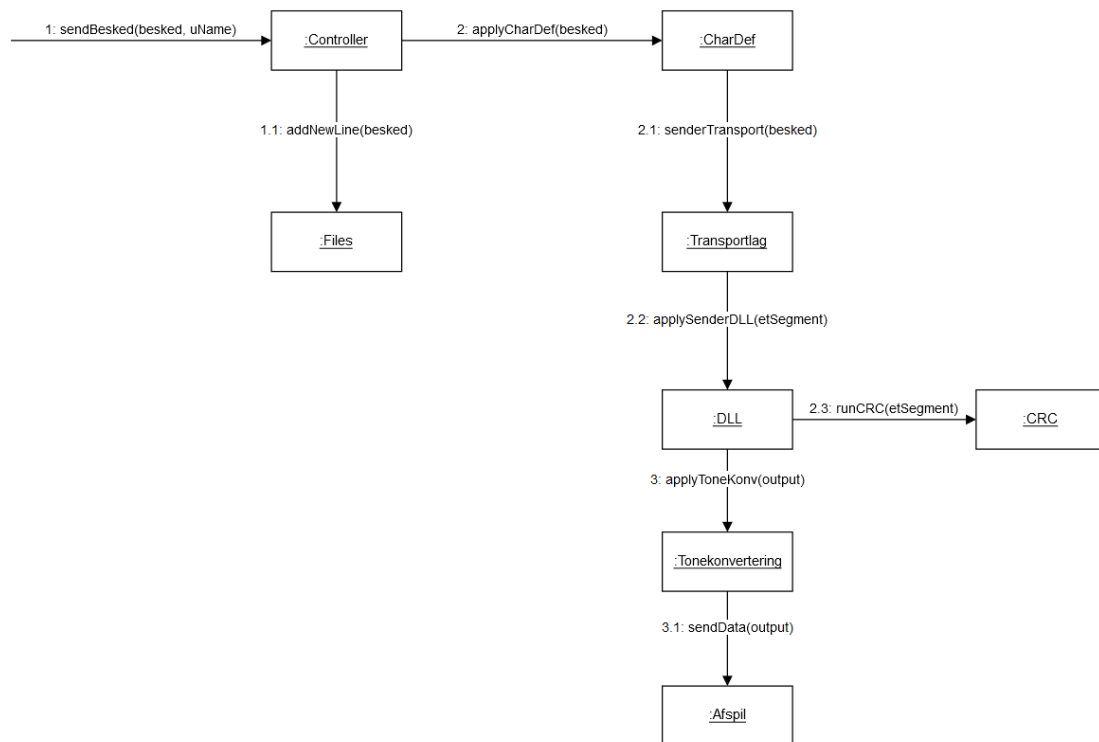 1: sendBesked(besked, uName)
:Controller
2: applyCharDef(besked)
:CharDef
1.1: addNewLine(besked)
2.1: senderTransport(besked)
:Files
:Transportlag
2.2: applySenderDLL(etSegment)
:DLL
2.3: runCRC(etSegment)
:CRC
3: applyToneKonv(output)
:Tonekonvertering
3.1: sendData(output)
:Afspil